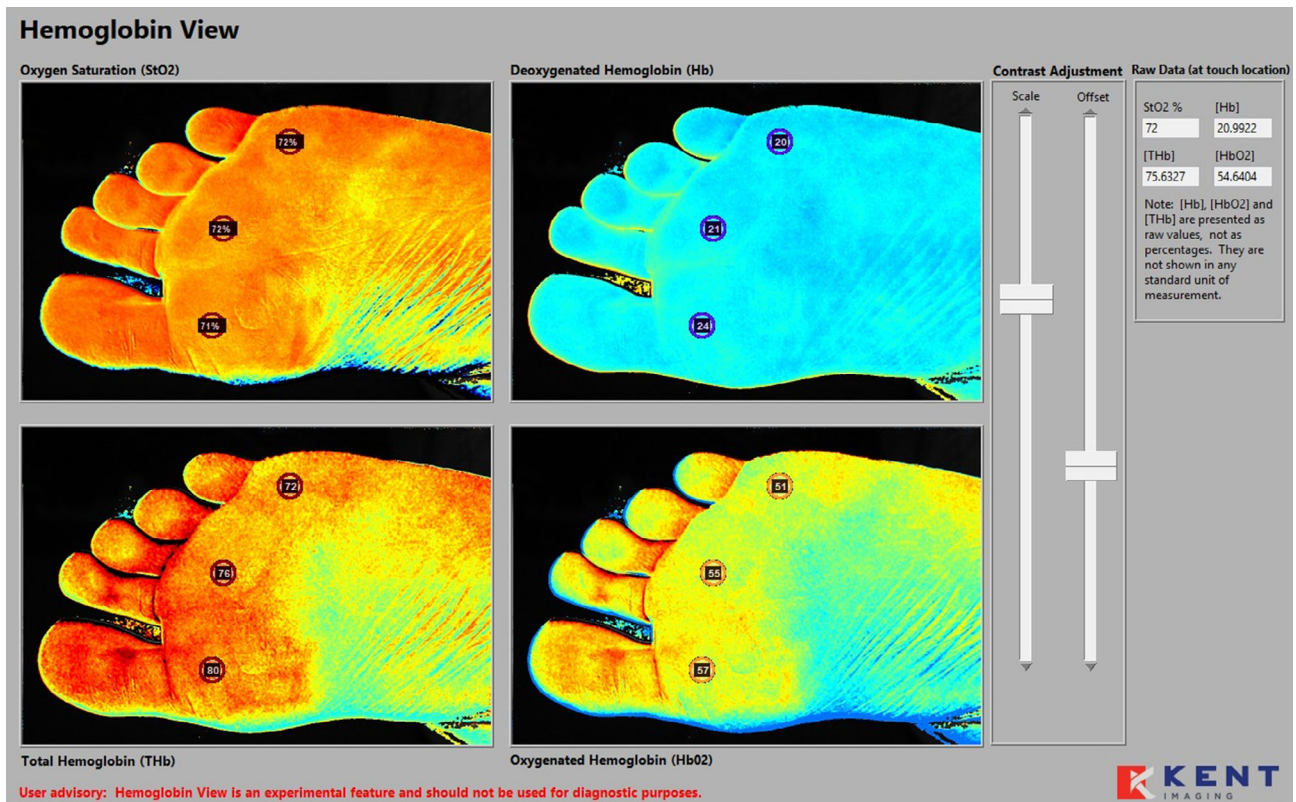 Hemoglobin View
Oxygen Saturation (StO2)
72%
72%
71%
Deoxygenated Hemoglobin (Hb)
20
21
24
Contrast Adjustment
Scale
Offset
Raw Data (at touch location)
StO2 %
[Hb]
72
20.9922
[THb]
[HbO2]
75.6327
54.6404
Note: [Hb], [HbO2] and
[THb] are presented as
raw values, not as
percentages. They are
not shown in any
standard unit of
measurement.
72
76
80
Total Hemoglobin (THb)
51
55
57
Oxygenated Hemoglobin (Hb02)
User advisory: Hemoglobin View is an experimental feature and should not be used for diagnostic purposes.
KENT
IMAGING